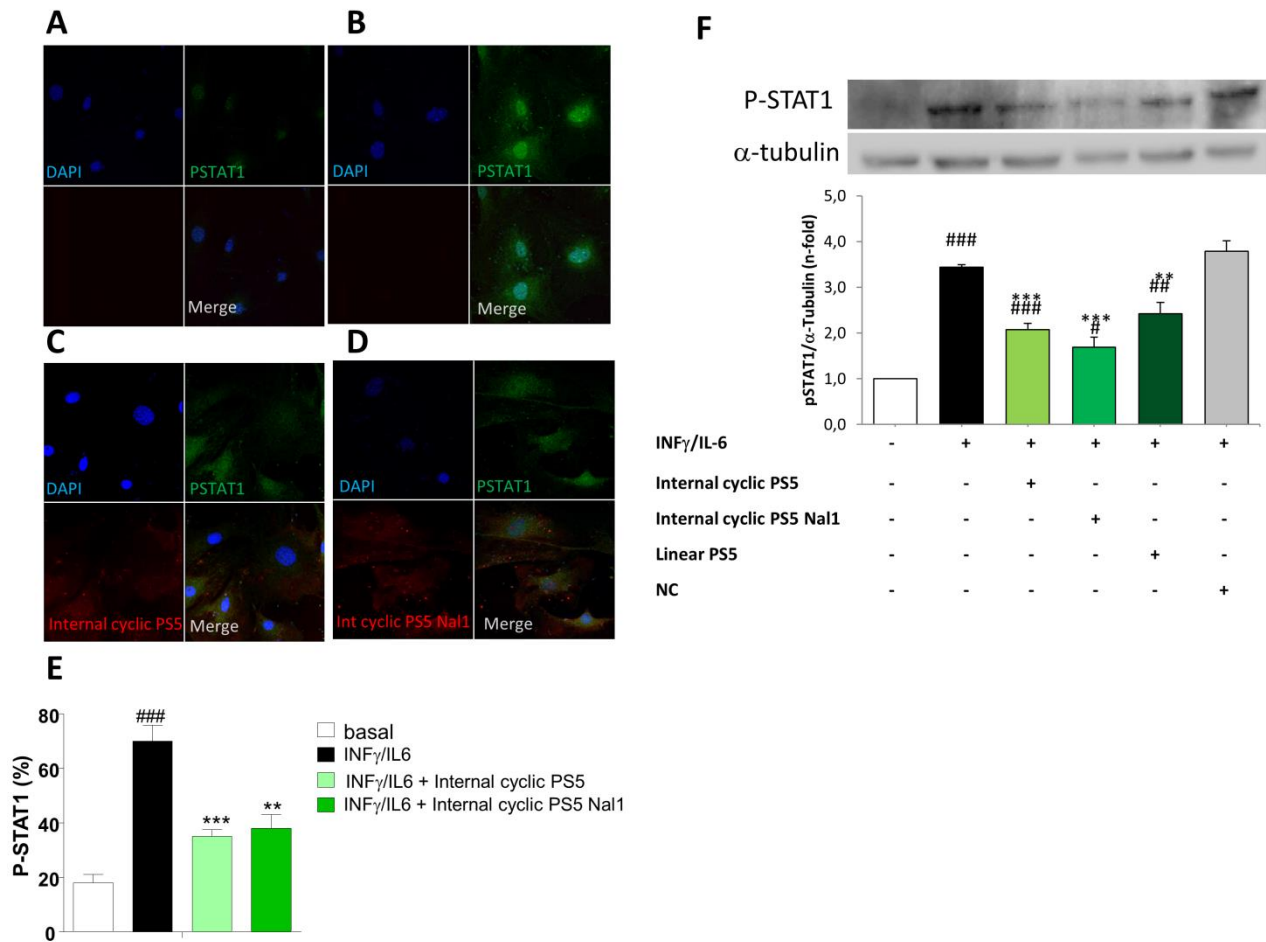 A
B
DAPI
PSTAT1
DAPI
PSTAT1
Merge
Merge
C
D
DAPI
PSTAT1
DAPI
PSTAT1
Internal cyclic PS5
Merge
Int cyclic PS5 Nal1
Merge
E
P-STAT1 (%)
80
60
40
20
0
###
***
**
basal
INFγ/IL6
INFγ/IL6 + Internal cyclic PS5
INFγ/IL6 + Internal cyclic PS5 Nal1
F
P-STAT1
α-tubulin
pSTAT1/α-Tubulin (n-fold)
5,0
4,0
3,0
2,0
1,0
0,0
###
***
###
***
#
**
##
INFγ/IL-6 - + + + + +
Internal cyclic PS5 - - + - - -
Internal cyclic PS5 Nal1 - - - + - -
Linear PS5 - - - - + -
NC - - - - - +